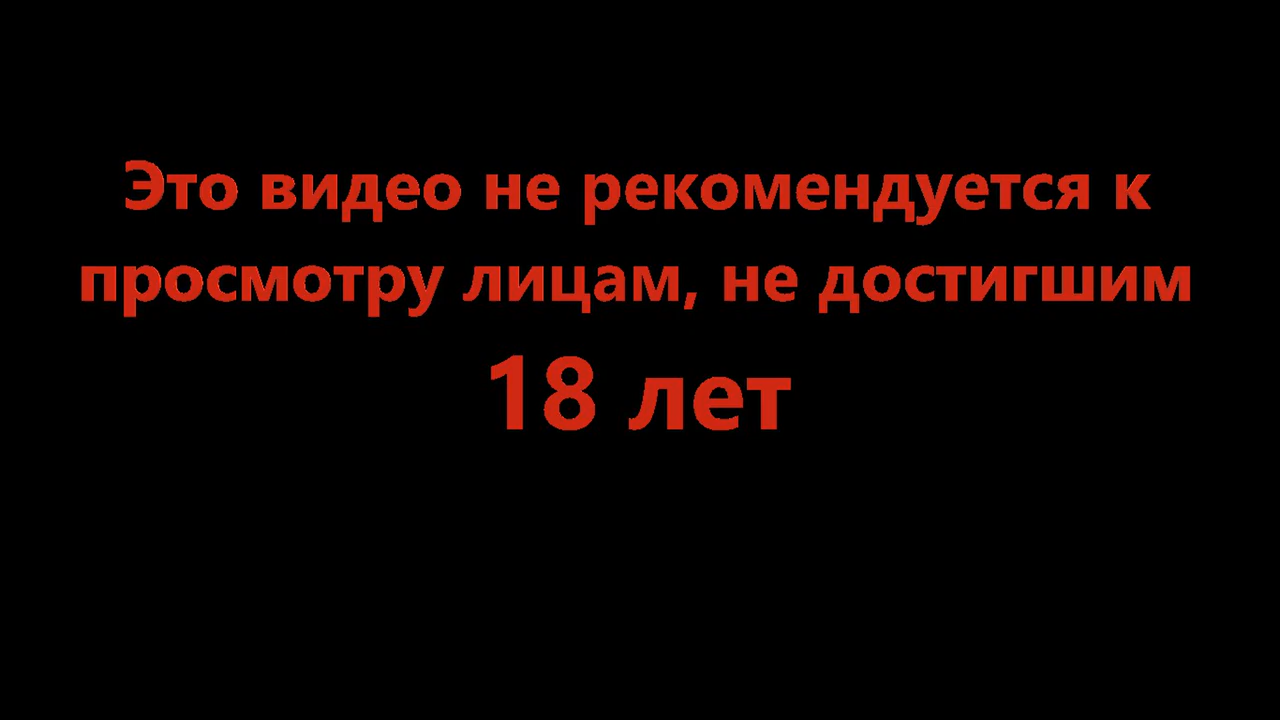 Это видео не рекомендуется к
просмотру лицам, не достигшим
18 лет